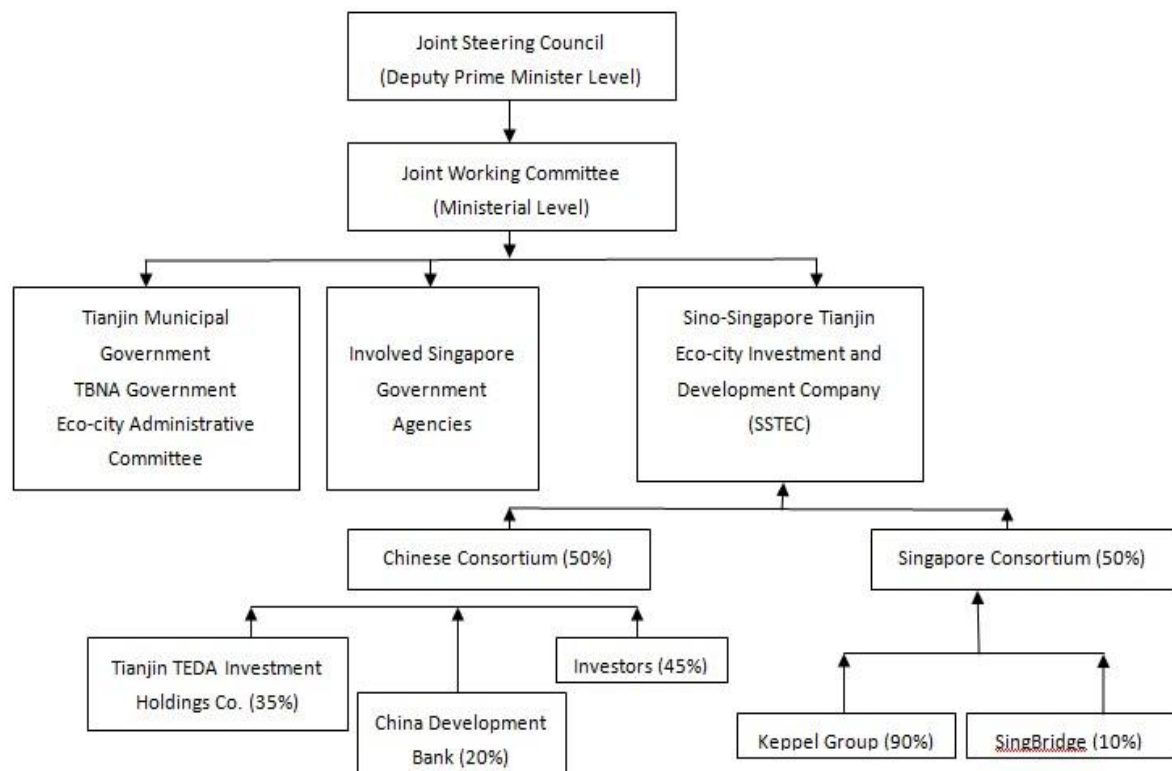 Joint Steering Council
(Deputy Prime Minister Level)
Joint Working Committee
(Ministerial Level)
Tianjin Municipal
Government
TBNA Government
Eco-city Administrative
Committee
Involved Singapore
Government
Agencies
Sino-Singapore Tianjin
Eco-city Investment and
Development Company
(SSTEC)
Chinese Consortium (50%)
Singapore Consortium (50%)
Tianjin TEDA Investment
Holdings Co. (35%)
China Development
Bank (20%)
Investors (45%)
Keppel Group (90%)
SingBridge (10%)